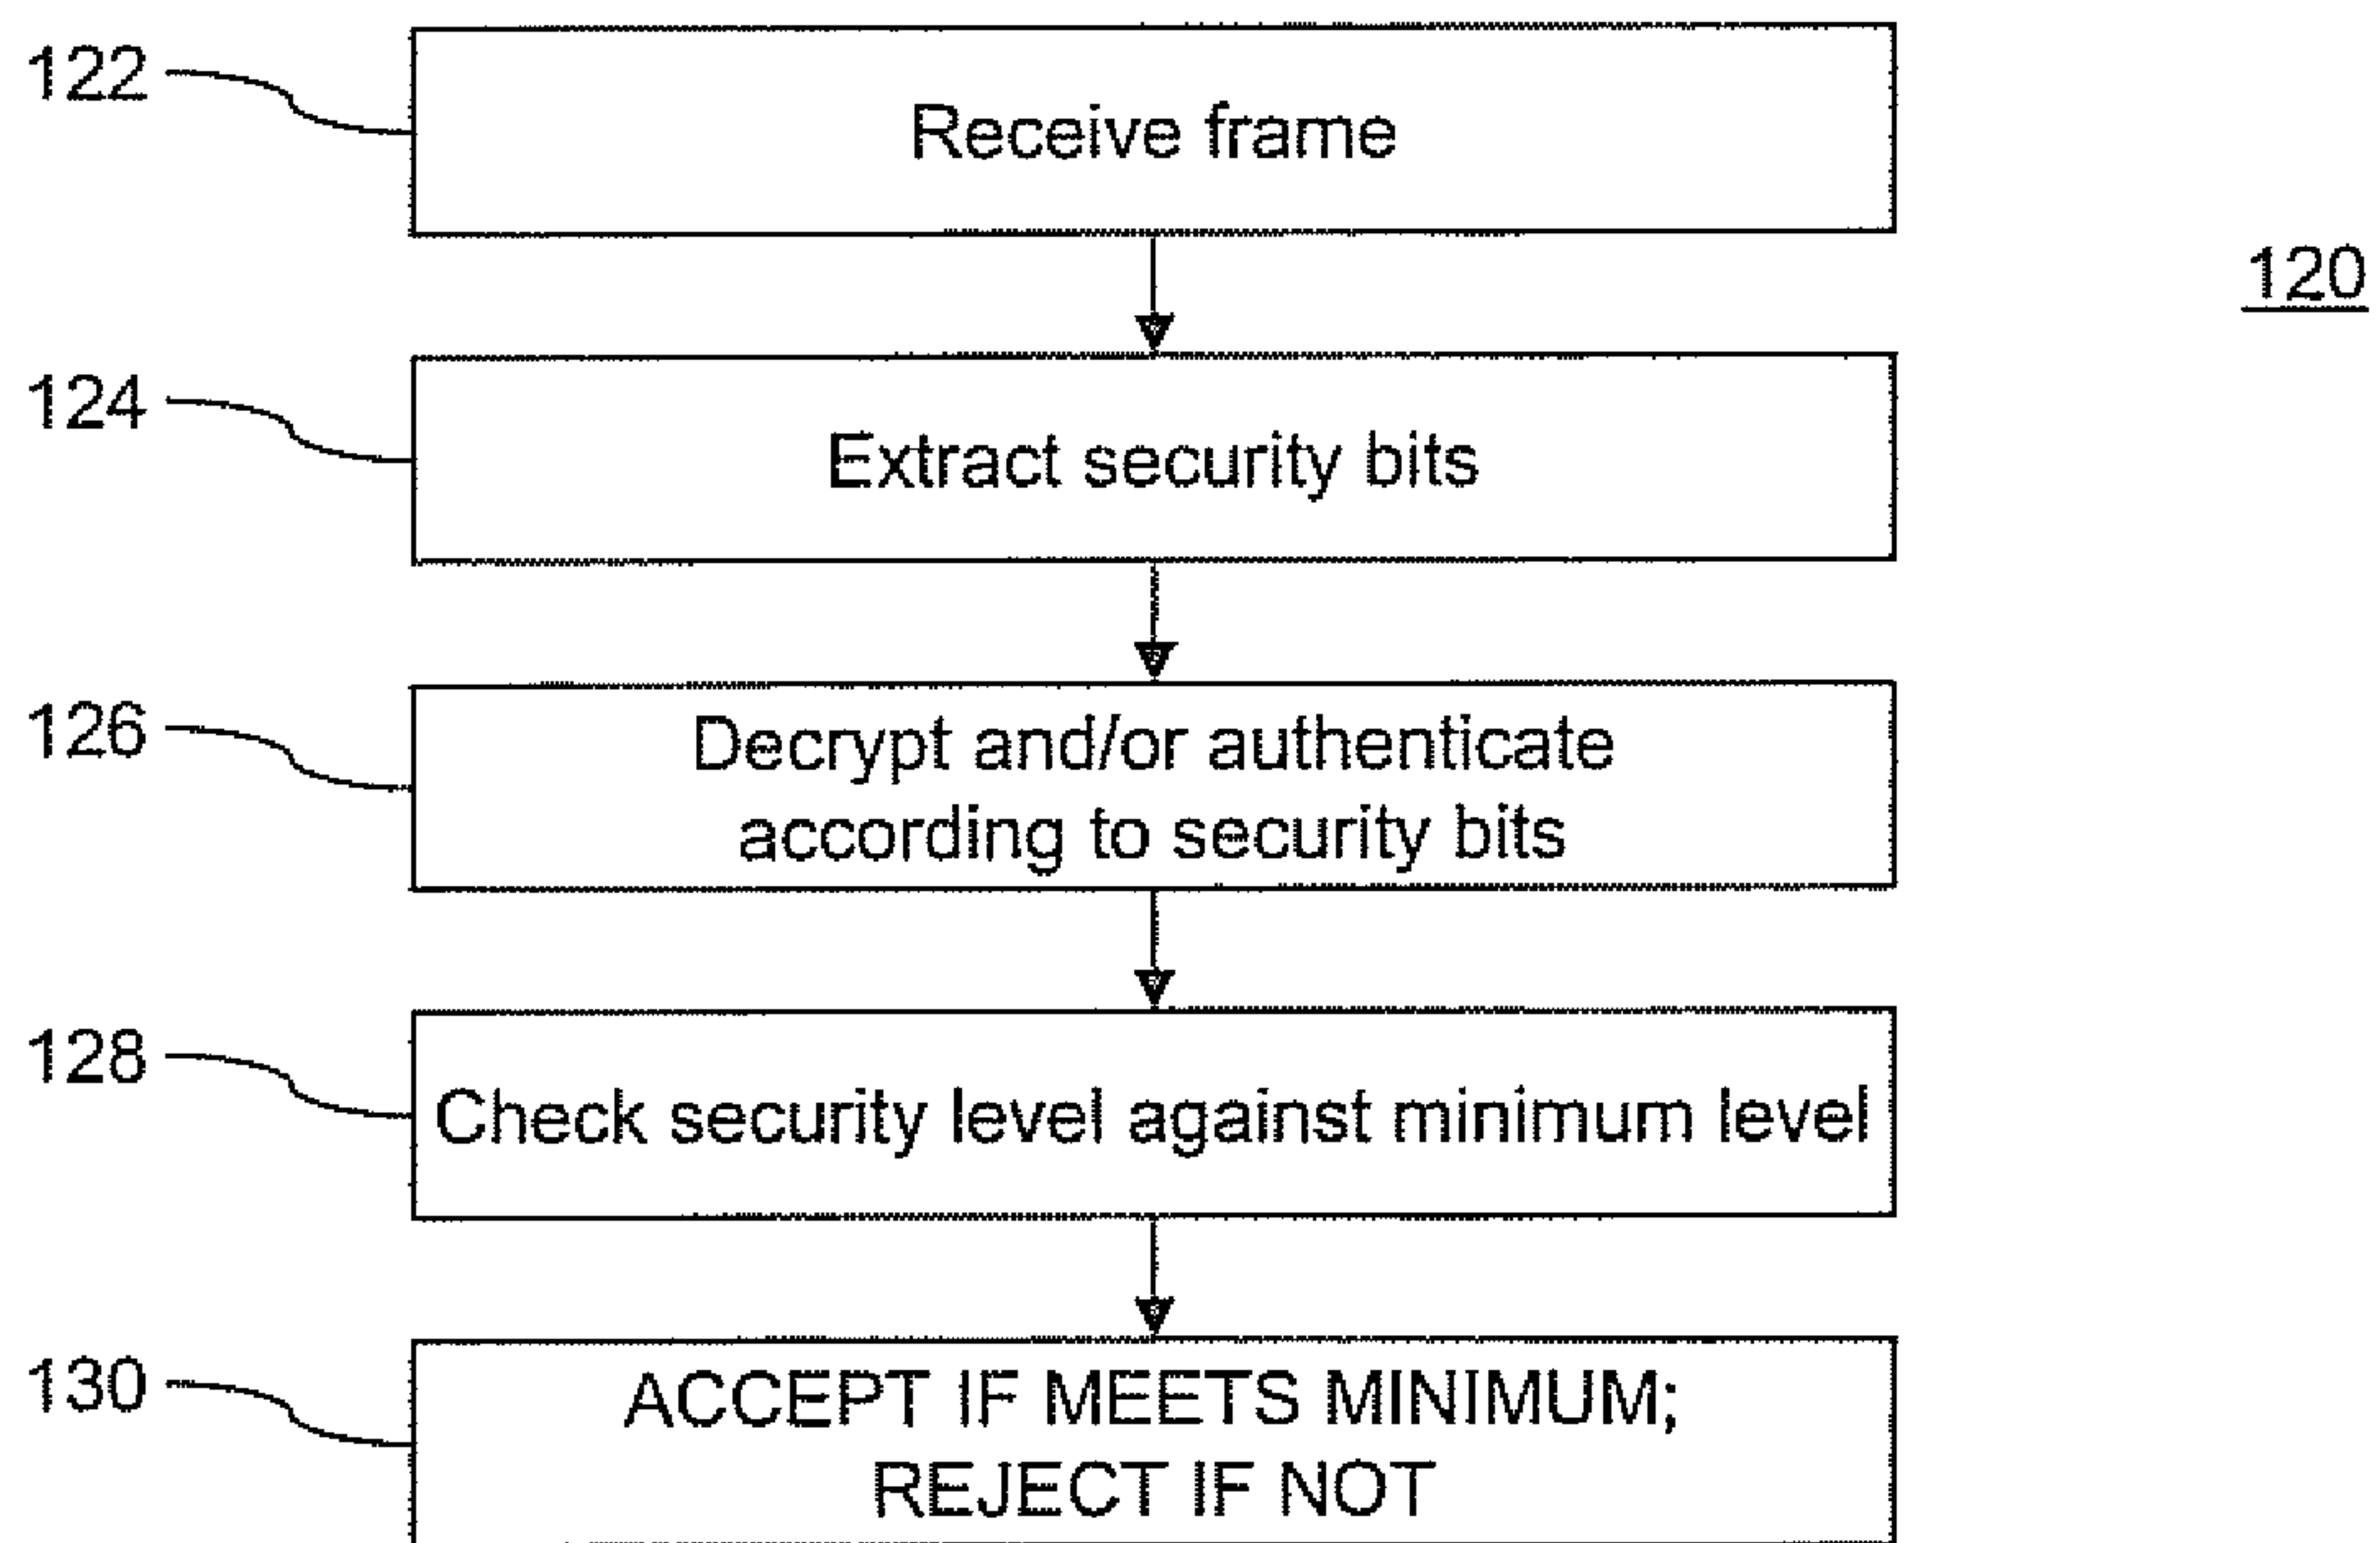 122
Receive frame
120
124
Extract security bits
126
Decrypt and/or authenticate
according to security bits
128
Check security level against minimum level
130
ACCEPT IF MEETS MINIMUM;
REJECT IF NOT